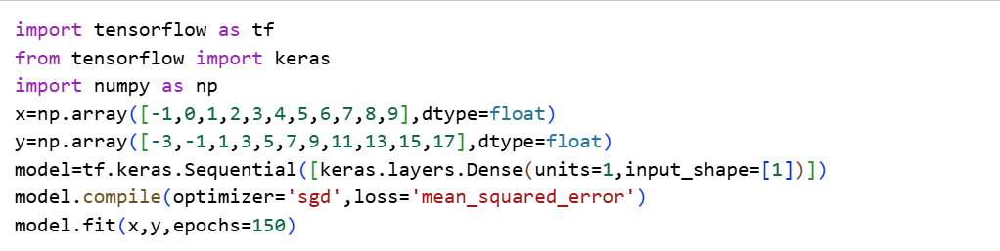 import tensorflow as tf
from tensorflow import keras
import numpy as np
x=np.array([-1,0,1,2,3,4,5,6,7,8,9],dtype=float)
y=np.array([-3,-1,1,3,5,7,9,11,13,15,17],dtype=float)
model=tf.keras.Sequential([keras.layers.Dense(units=1,input_shape=[1])])
model.compile(optimizer='sgd',loss='mean_squared_error')
model.fit(x,y,epochs=150)